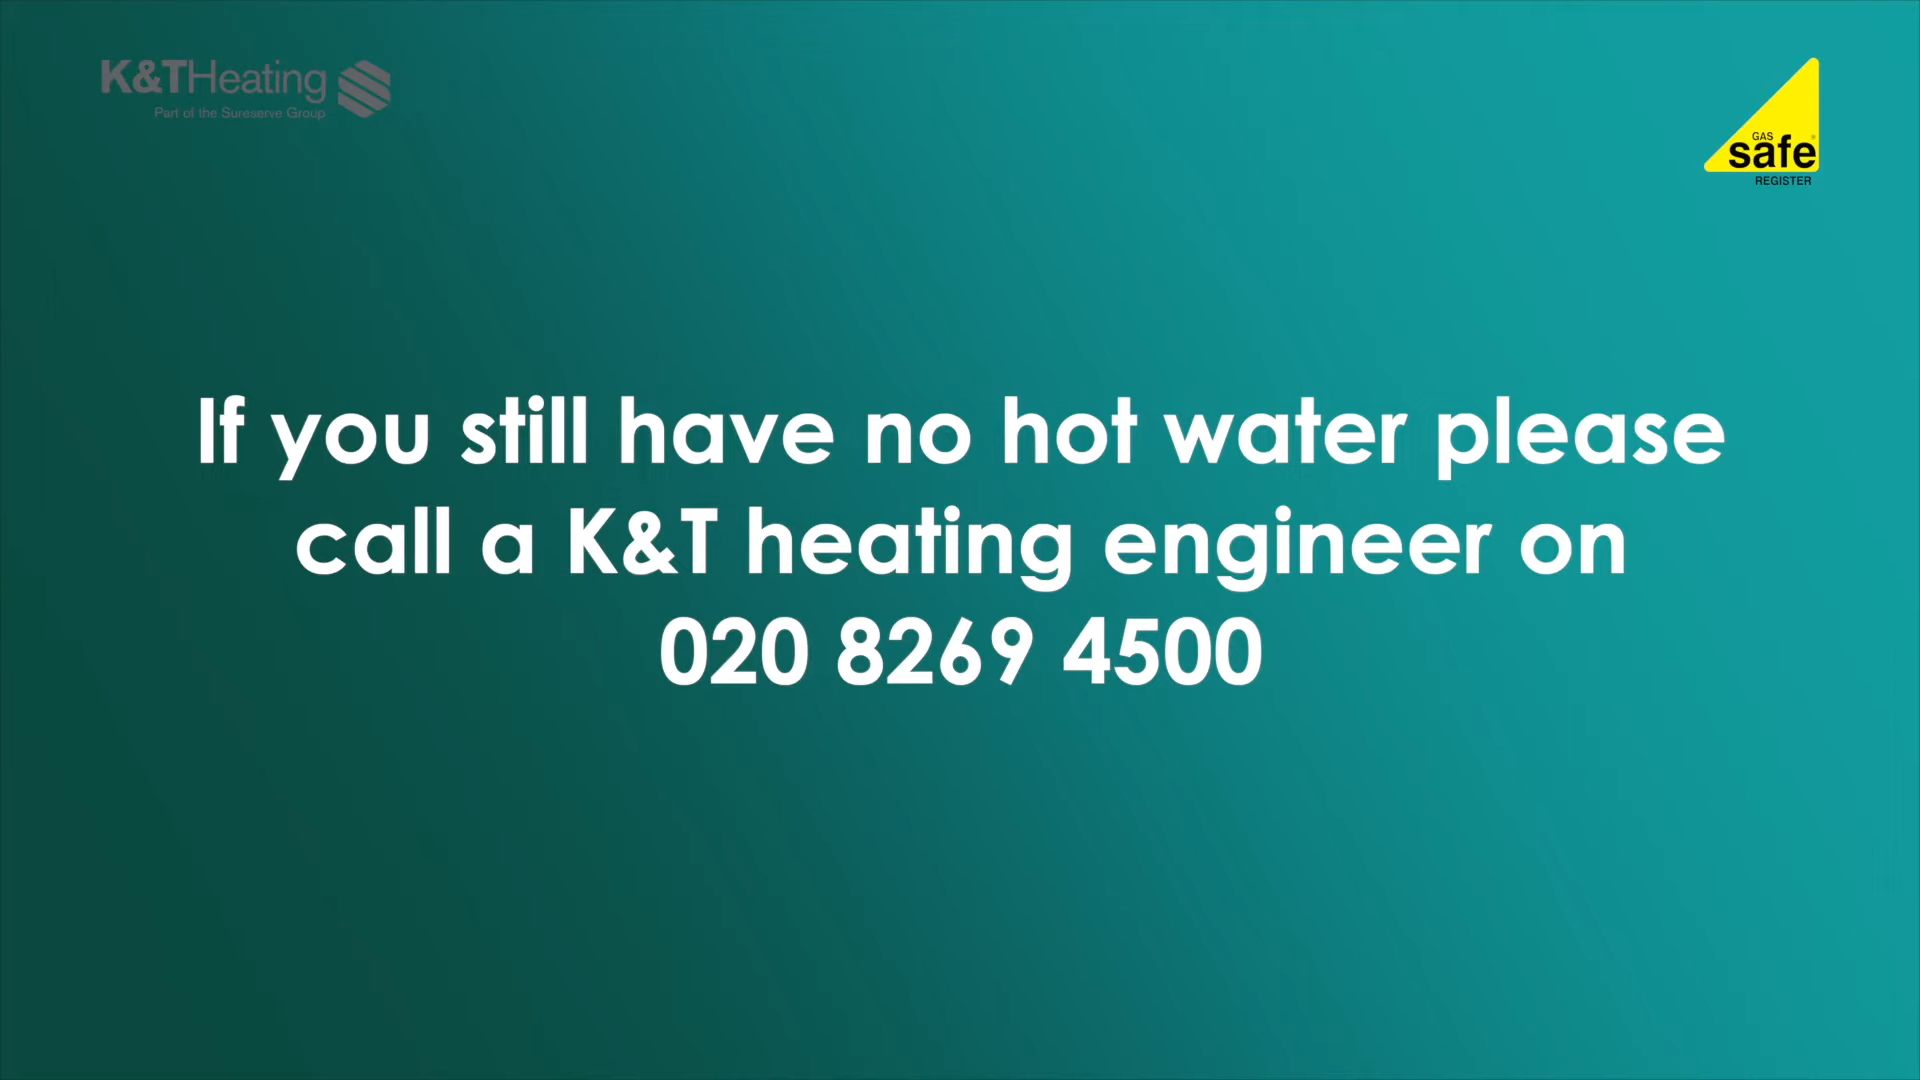 K&THeating
Part of the Sureserve Group
GAS
safe
REGISTER
If you still have no hot water please
call a K&T heating engineer on
020 8269 4500